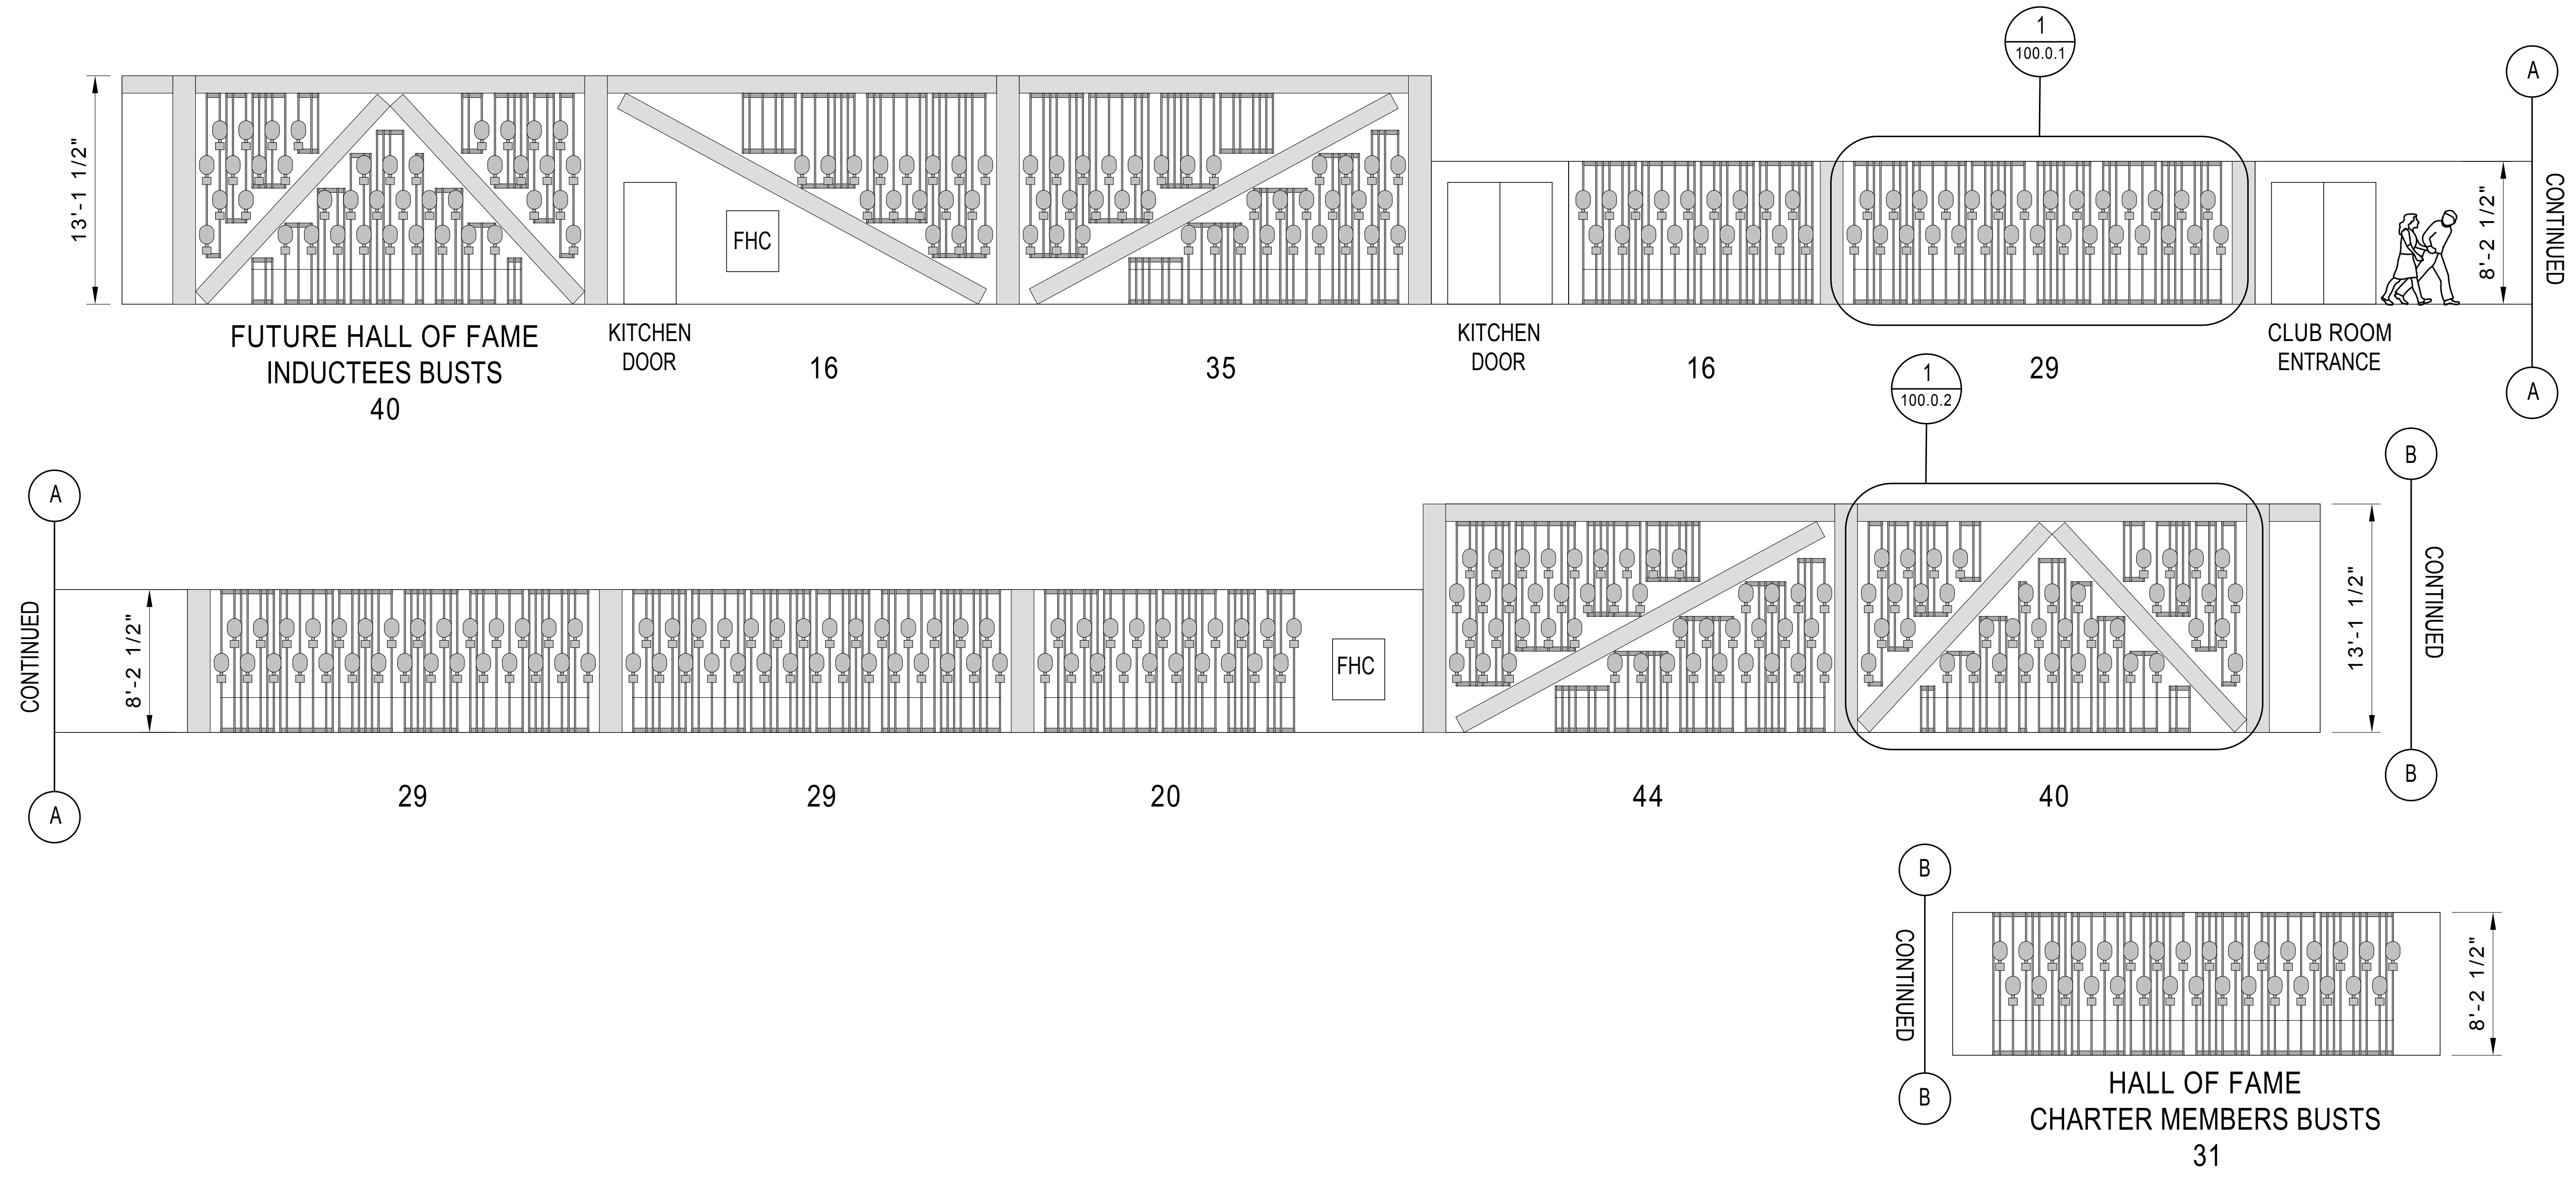 1
100.0.1
A
13'-1 1/2"
FHC
8'-2 1/2"
CONTINUED
FUTURE HALL OF FAME
INDUCTEES BUSTS
40
KITCHEN
DOOR
16
35
KITCHEN
DOOR
16
29
CLUB ROOM
ENTRANCE
A
1
100.0.2
A
B
CONTINUED
8'-2 1/2"
FHC
13'-1 1/2"
CONTINUED
A
29
29
20
44
40
B
B
CONTINUED
8'-2 1/2"
B
HALL OF FAME
CHARTER MEMBERS BUSTS
31